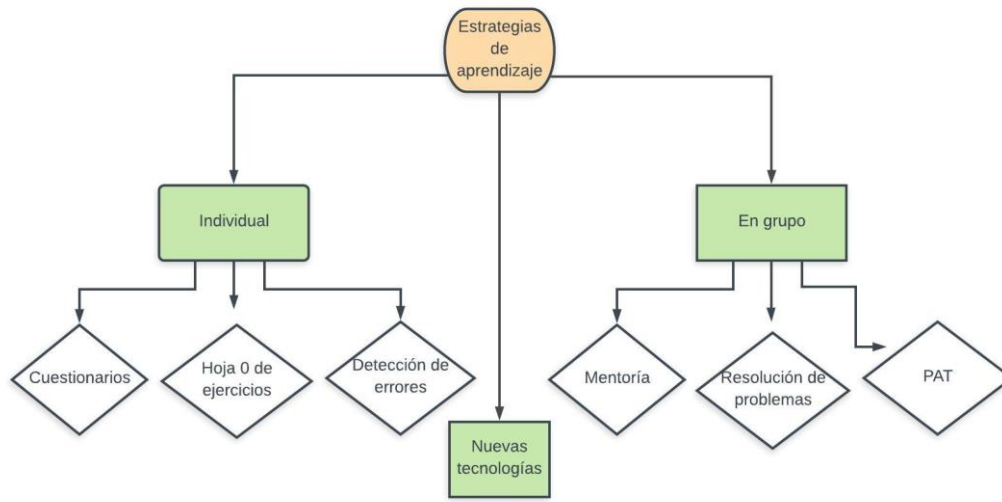 Estrategias
de
aprendizaje
Individual
En grupo
Cuestionarios
Hoja 0 de
ejercicios
Detección de
errores
Mentoría
Resolución de
problemas
PAT
Nuevas
tecnologías